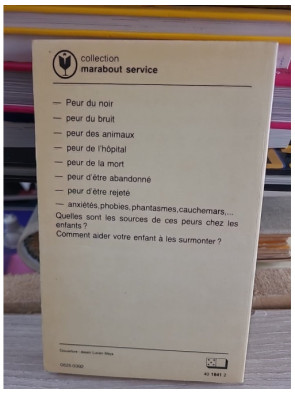 collection
marabout service
— Peur du noir
— peur du bruit
— peur des animaux
— peur de l'hôpital
— peur de la mort
— peur d'être abandonné
— peur d'être rejeté
— anxiétés,phobies,phantasmes,cauchemars,...
Quelles sont les sources de ces peurs chez les
enfants ?
Comment aider votre enfant à les surmonter ?